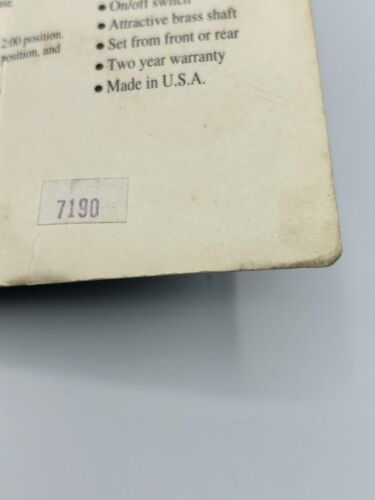 se.
2:00 position.
position, and
• On/off switch
• Attractive brass shaft
• Set from front or rear
• Two year warranty
• Made in U.S.A.
7190